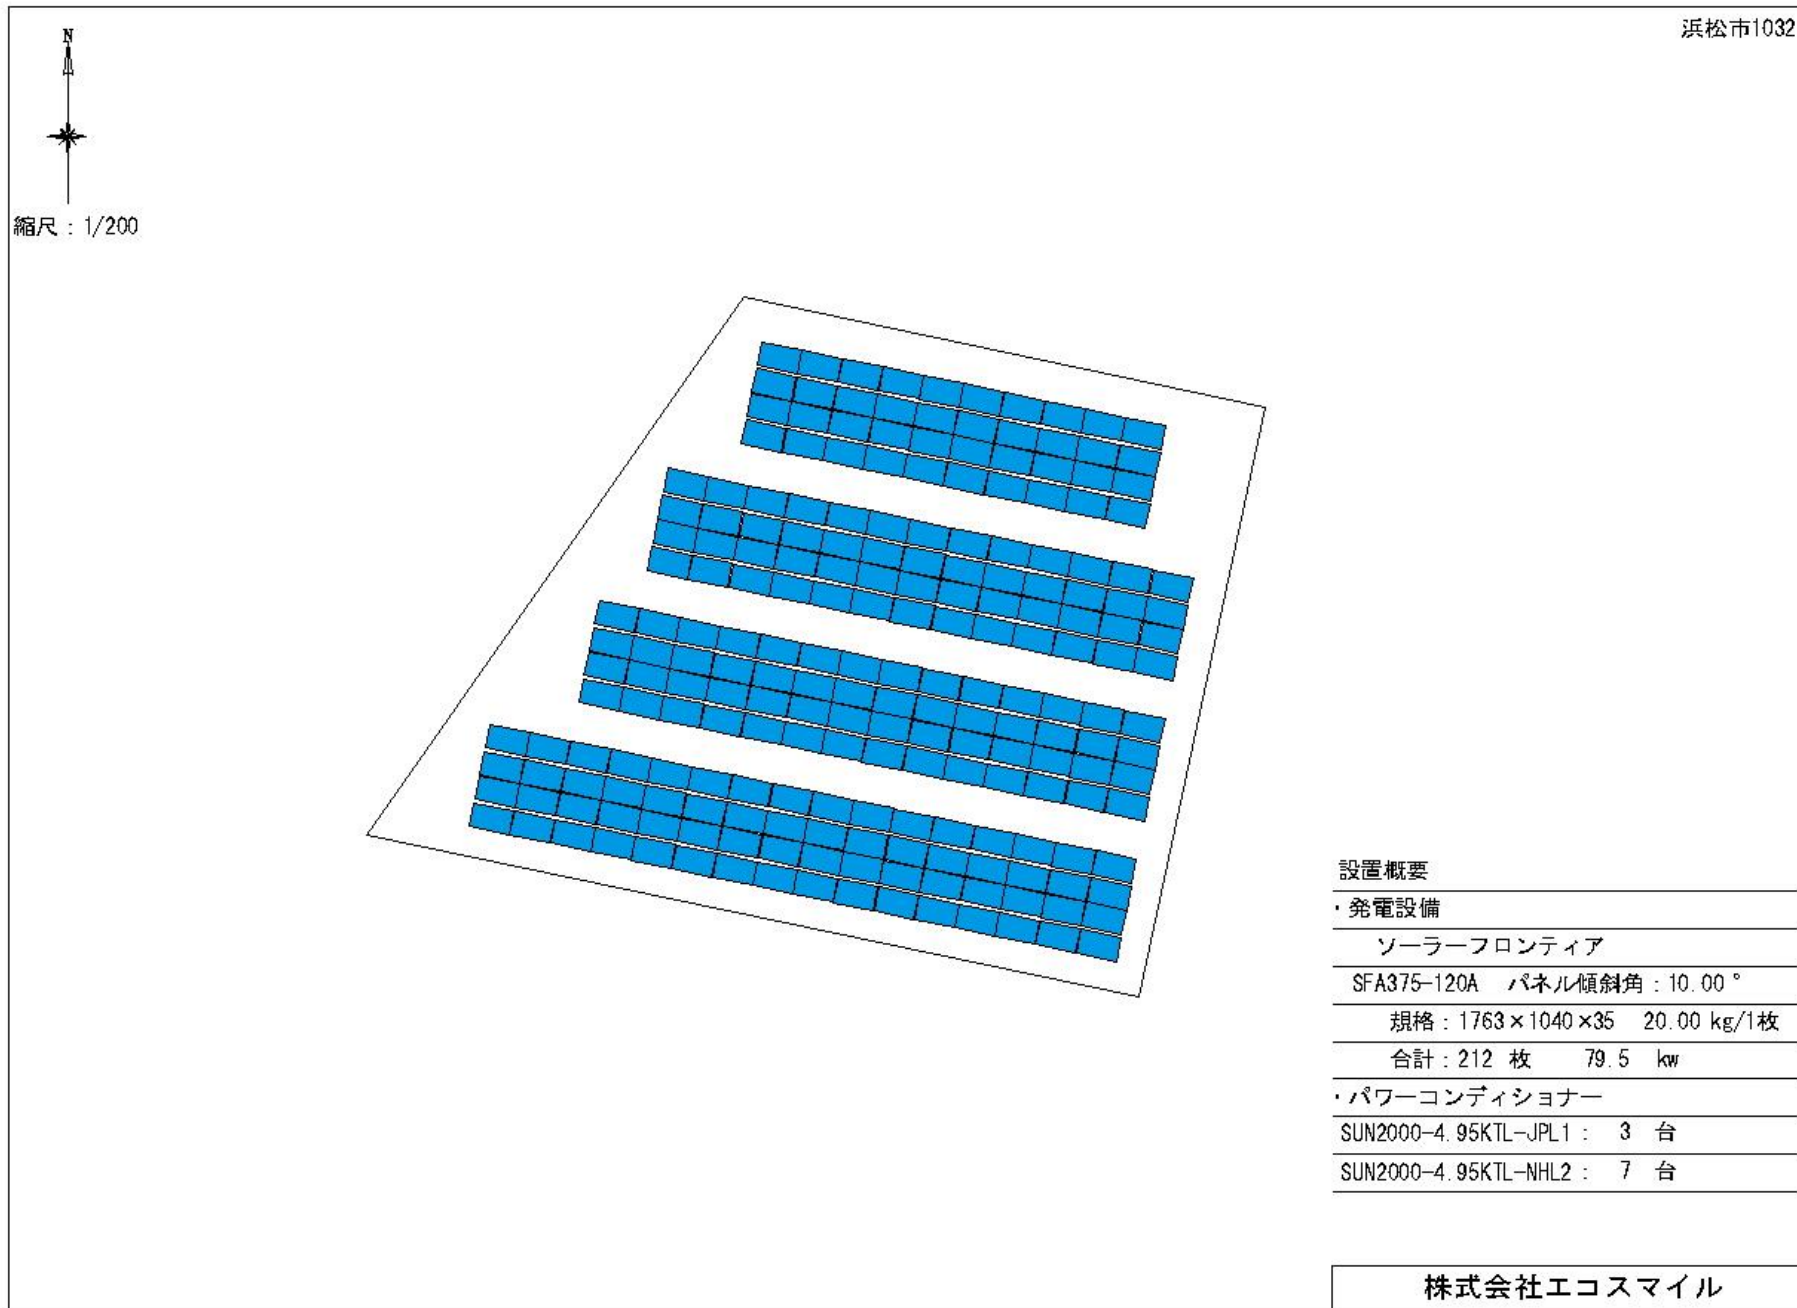 浜松市1032
N
縮尺：1/200
設置概要
・発電設備
ソーラーフロンティア
SFA375-120A パネル傾斜角：10.00°
規格：1763×1040×35 20.00 kg/1枚
合計：212 枚 79.5 kw
・パワーコンディショナー
SUN2000-4.95KTL-JPL1： 3 台
SUN2000-4.95KTL-NHL2： 7 台
株式会社エコスマイル